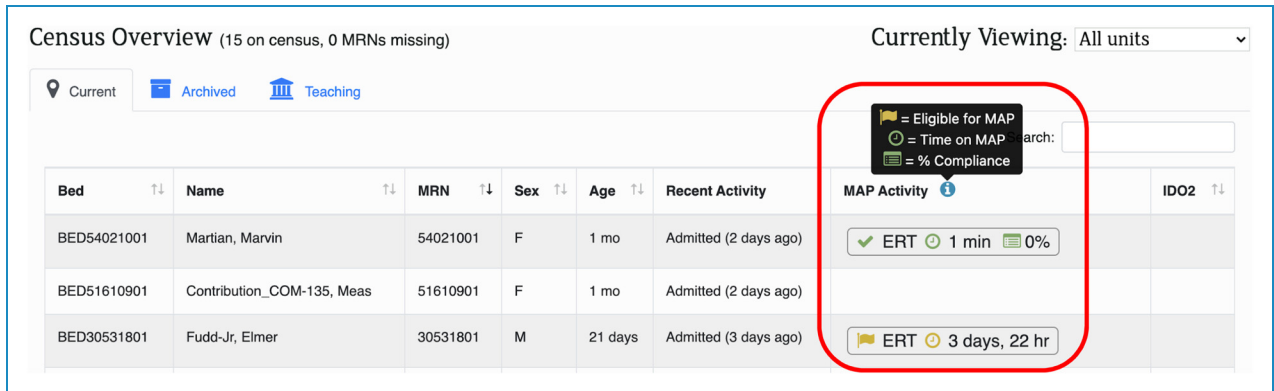 Census Overview (15 on census, 0 MRNs missing)
Currently Viewing: All units
Current Archived Teaching
= Eligible for MAP
= Time on MAP
= % Compliance
Search:
Bed Name MRN Sex Age Recent Activity MAP Activity IDO2
BED54021001 Martian, Marvin 54021001 F 1 mo Admitted (2 days ago) ERT 1 min 0%
BED51610901 Contribution_COM-135, Meas 51610901 F 1 mo Admitted (2 days ago)
BED30531801 Fudd-Jr, Elmer 30531801 M 21 days Admitted (3 days ago) ERT 3 days, 22 hr